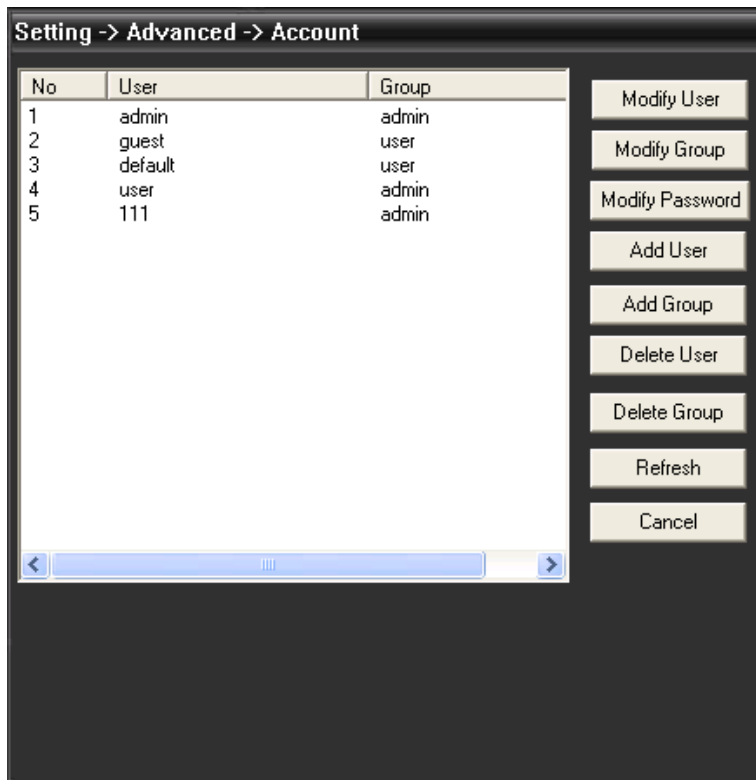 Setting -> Advanced -> Account
No User Group
1 admin admin
2 guest user
3 default user
4 user admin
5 111 admin
Modify User
Modify Group
Modify Password
Add User
Add Group
Delete User
Delete Group
Refresh
Cancel